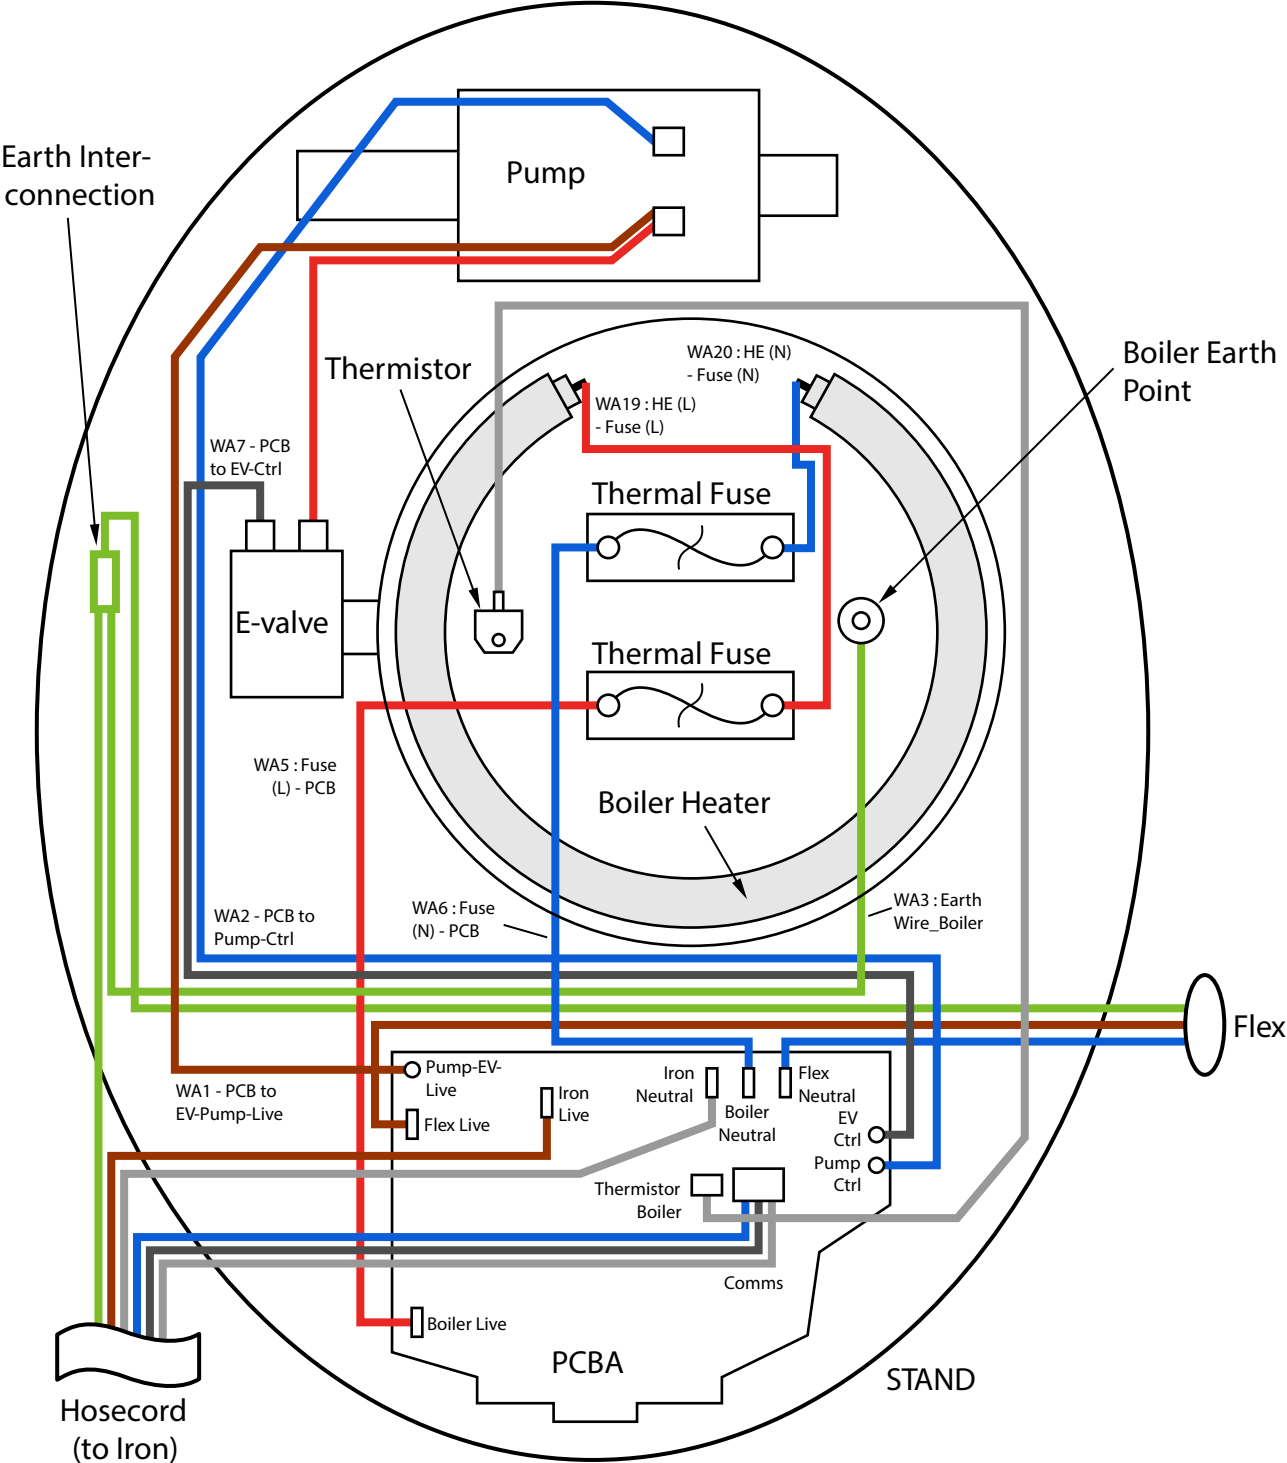 Pump
Earth Inter-
connection
Thermistor
WA20 : HE (N)
- Fuse (N)
WA19 : HE (L)
- Fuse (L)
Boiler Earth
Point
WA7 - PCB
to EV-Ctrl
Thermal Fuse
E-valve
Thermal Fuse
WA5 : Fuse
(L) - PCB
Boiler Heater
WA6 : Fuse
(N) - PCB
WA3 : Earth
Wire_Boiler
WA2 - PCB to
Pump-Ctrl
Flex
Pump-EV-
Live
WA1 - PCB to
EV-Pump-Live
Iron
Live
Flex Live
Iron
Neutral
Boiler
Neutral
Flex
Neutral
EV
Ctrl
Pump
Ctrl
Thermistor
Boiler
Comms
Boiler Live
PCBA
STAND
Hosecord
(to Iron)